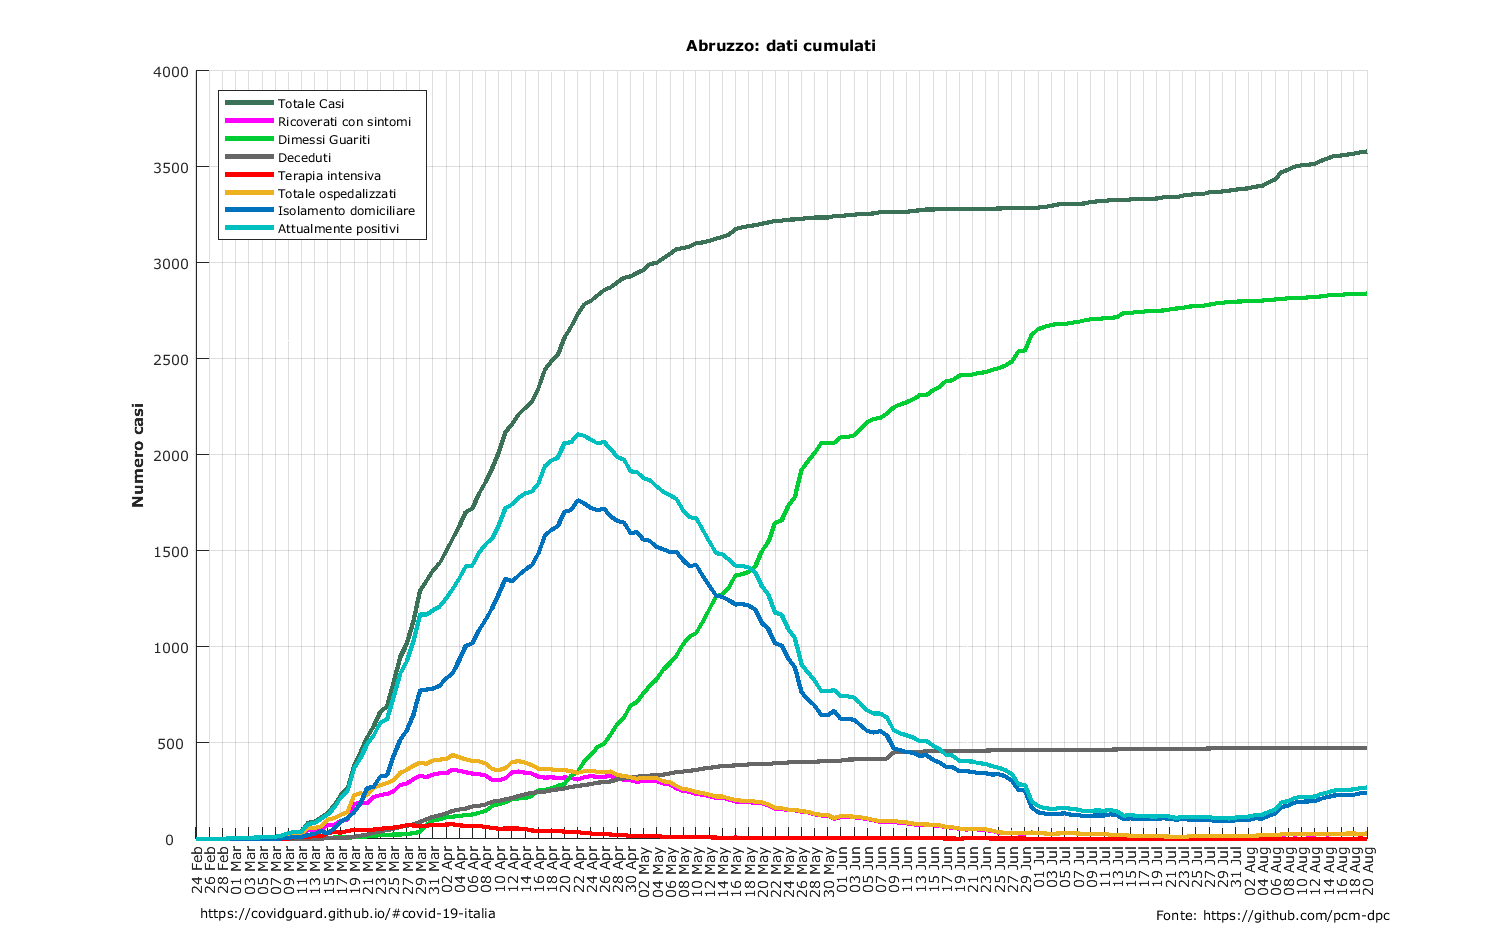 Abruzzo: dati cumulati
Numero casi
4000
3500
3000
2500
2000
1500
1000
500
0
Totale Casi
Ricoverati con sintomi
Dimessi Guariti
Deceduti
Terapia intensiva
Totale ospedalizzati
Isolamento domiciliare
Attualmente positivi
24 Feb
26 Feb
28 Feb
01 Mar
03 Mar
05 Mar
07 Mar
09 Mar
11 Mar
13 Mar
15 Mar
17 Mar
19 Mar
21 Mar
23 Mar
25 Mar
27 Mar
29 Mar
31 Mar
02 Apr
04 Apr
06 Apr
08 Apr
10 Apr
12 Apr
14 Apr
16 Apr
18 Apr
20 Apr
22 Apr
24 Apr
26 Apr
28 Apr
30 Apr
02 May
04 May
06 May
08 May
10 May
12 May
14 May
16 May
18 May
20 May
22 May
24 May
26 May
28 May
30 May
01 Jun
03 Jun
05 Jun
07 Jun
09 Jun
11 Jun
13 Jun
15 Jun
17 Jun
19 Jun
21 Jun
23 Jun
25 Jun
27 Jun
29 Jun
01 Jul
03 Jul
05 Jul
07 Jul
09 Jul
11 Jul
13 Jul
15 Jul
17 Jul
19 Jul
21 Jul
23 Jul
25 Jul
27 Jul
29 Jul
31 Jul
02 Aug
04 Aug
06 Aug
08 Aug
10 Aug
12 Aug
14 Aug
16 Aug
18 Aug
20 Aug
https://covidguard.github.io/#covid-19-italia
Fonte: https://github.com/pcm-dpc